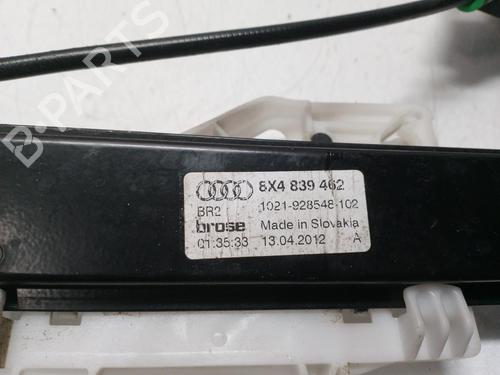 8X4 839 462
BR2 1021-928548-102
brose Made in Slovakia
01:35:33 13.04.2012 A
B-PARTS